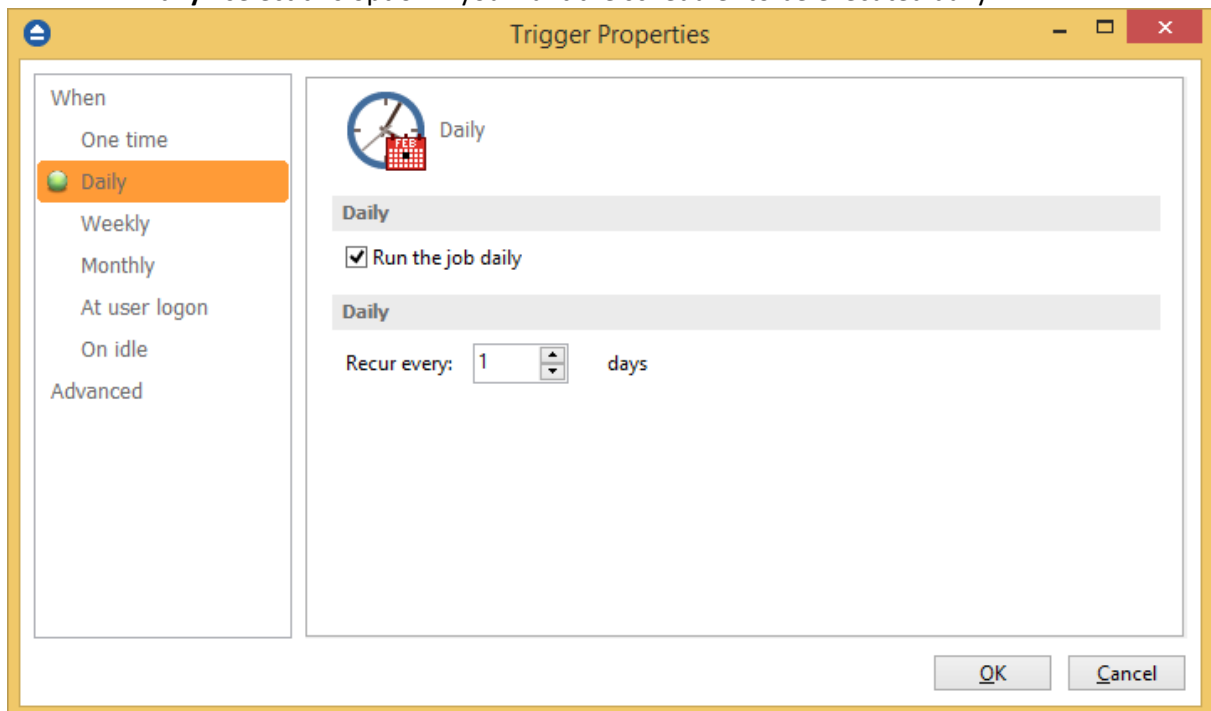 Trigger Properties
When
One time
Daily
Weekly
Monthly
At user logon
On idle
Advanced
FEB
Daily
Daily
Run the job daily
Daily
Recur every: 1 days
OK Cancel